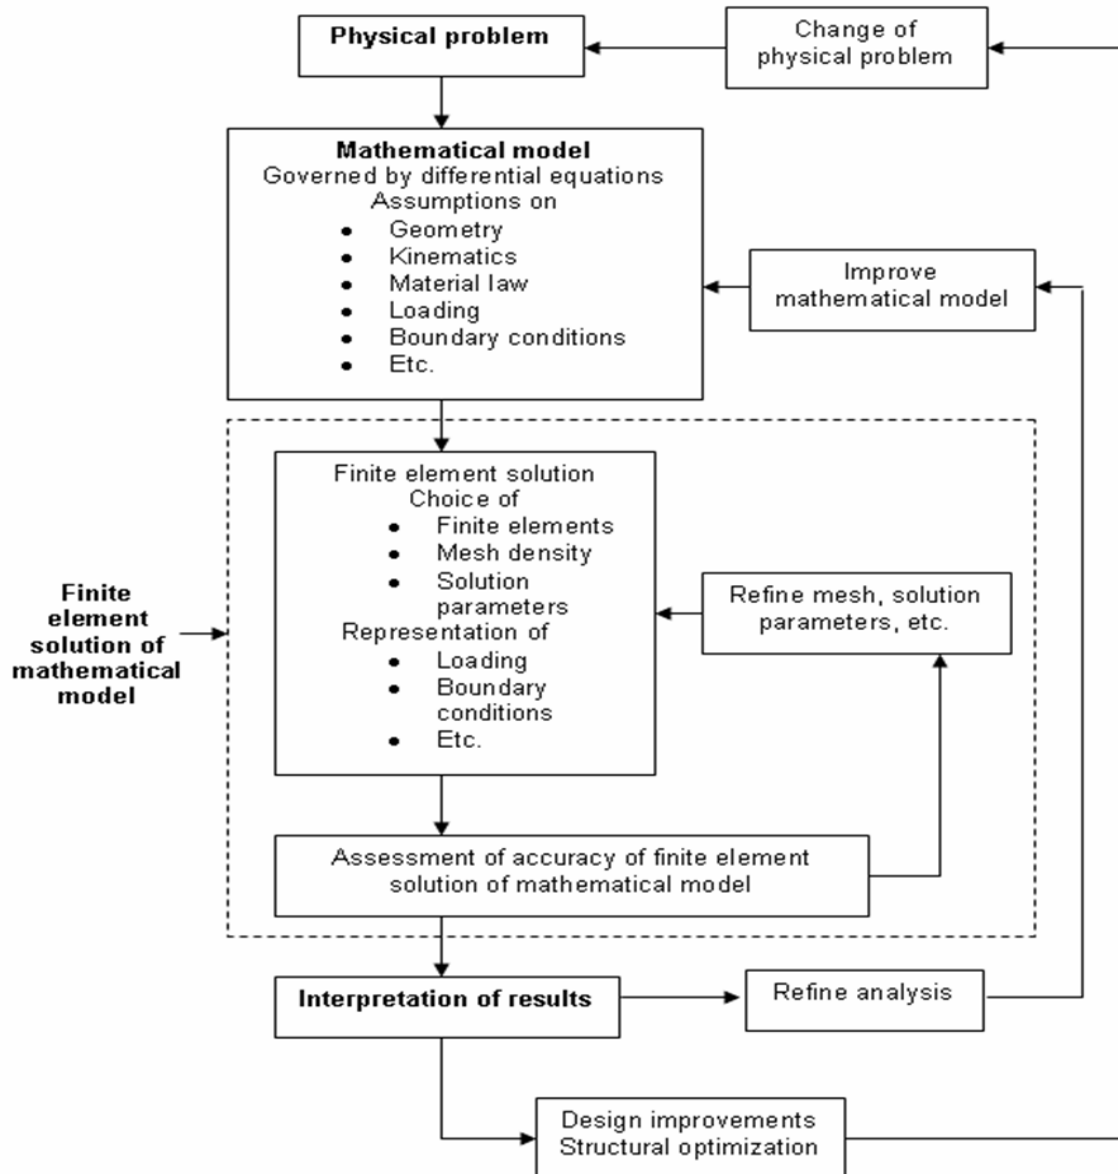 Physical problem
Change of
physical problem
Mathematical model
Governed by differential equations
Assumptions on
● Geometry
● Kinematics
● Material law
● Loading
● Boundary conditions
● Etc.
Improve
mathematical model
Finite element solution
Choice of
● Finite elements
● Mesh density
● Solution
parameters
Representation of
● Loading
● Boundary
conditions
● Etc.
Refine mesh, solution
parameters, etc.
Finite
element
solution of
mathematical
model
Assessment of accuracy of finite element
solution of mathematical model
Interpretation of results
Refine analysis
Design improvements
Structural optimization